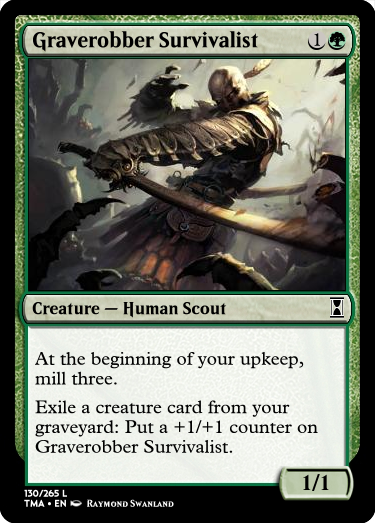 Graverobber Survivalist 1
Creature — Human Scout
At the beginning of your upkeep,
mill three.
Exile a creature card from your
graveyard: Put a +1/+1 counter on
Graverobber Survivalist.
1/1
130/265 L
TMA • EN Raymond Swanland